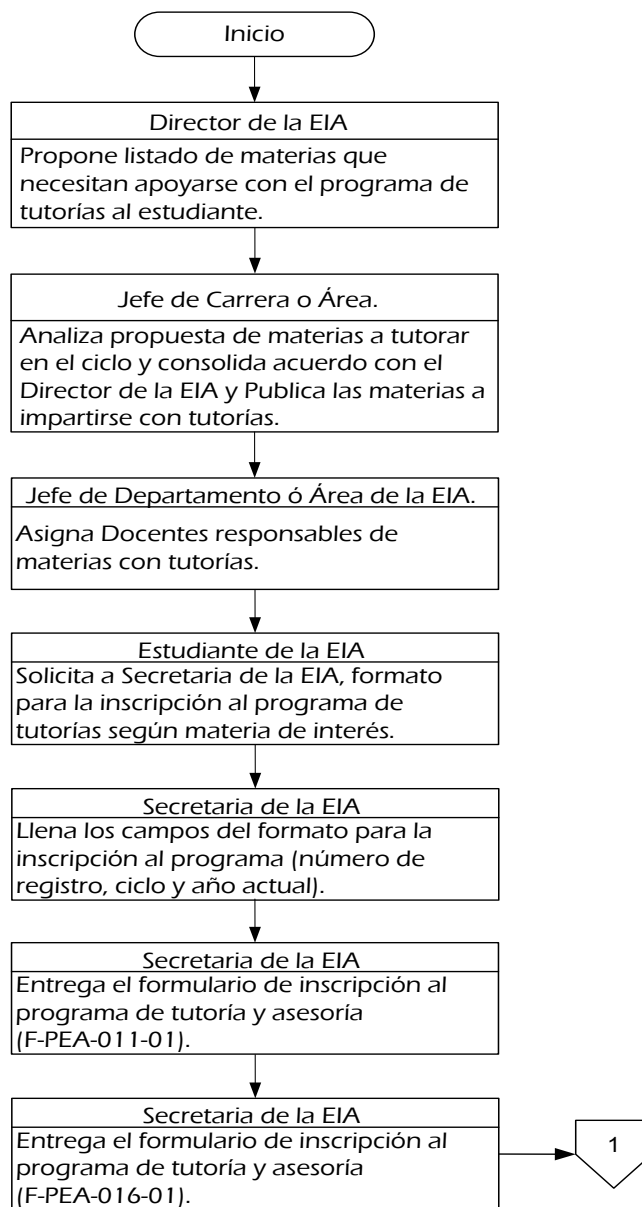 Inicio
Director de la EIA
Propone listado de materias que
necesitan apoyarse con el programa de
tutorías al estudiante.
Jefe de Carrera o Área.
Analiza propuesta de materias a tutorar
en el ciclo y consolida acuerdo con el
Director de la EIA y Publica las materias a
impartirse con tutorías.
Jefe de Departamento ó Área de la EIA.
Asigna Docentes responsables de
materias con tutorías.
Estudiante de la EIA
Solicita a Secretaria de la EIA, formato
para la inscripción al programa de
tutorías según materia de interés.
Secretaria de la EIA
Llena los campos del formato para la
inscripción al programa (número de
registro, ciclo y año actual).
Secretaria de la EIA
Entrega el formulario de inscripción al
programa de tutoría y asesoría
(F-PEA-011-01).
Secretaria de la EIA
Entrega el formulario de inscripción al
programa de tutoría y asesoría
(F-PEA-016-01).
1